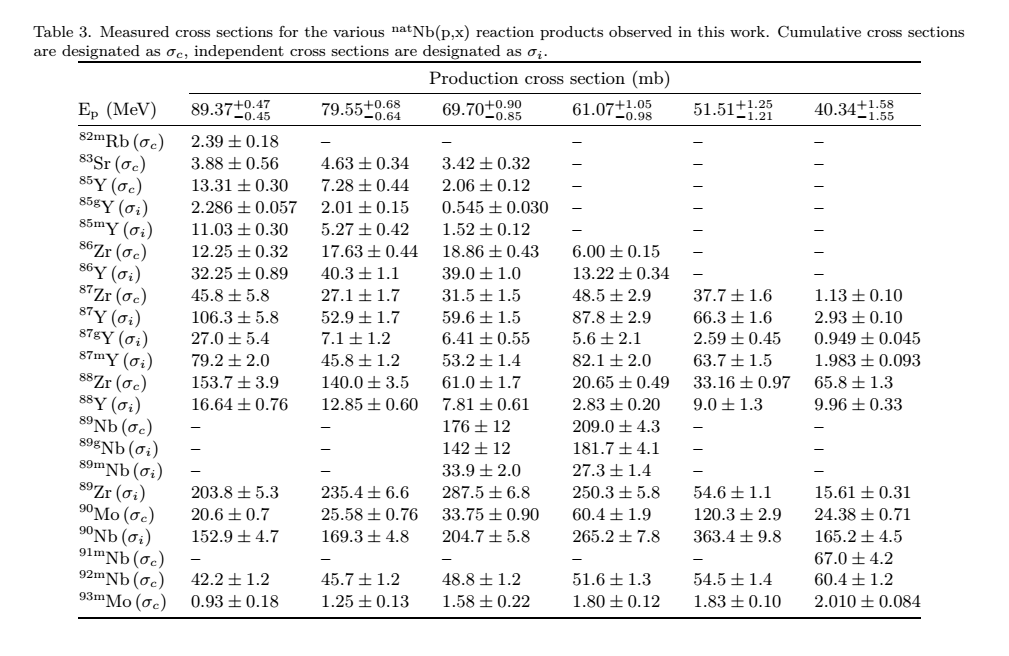 Table 3. Measured cross sections for the various ⁿᵃᵗNb(p,x) reaction products observed in this work. Cumulative cross sections
are designated as σc, independent cross sections are designated as σi.
Production cross section (mb)
Ep (MeV) 89.37+0.47−0.45 79.55+0.68−0.64 69.70+0.90−0.85 61.07+1.05−0.98 51.51+1.25−1.21 40.34+1.58−1.55
82mRb (σc) 2.39 ± 0.18 – – – – –
83Sr (σc) 3.88 ± 0.56 4.63 ± 0.34 3.42 ± 0.32 – – –
85Y (σc) 13.31 ± 0.30 7.28 ± 0.44 2.06 ± 0.12 – – –
85gY (σi) 2.286 ± 0.057 2.01 ± 0.15 0.545 ± 0.030 – – –
85mY (σi) 11.03 ± 0.30 5.27 ± 0.42 1.52 ± 0.12 – – –
86Zr (σc) 12.25 ± 0.32 17.63 ± 0.44 18.86 ± 0.43 6.00 ± 0.15 – –
86Y (σi) 32.25 ± 0.89 40.3 ± 1.1 39.0 ± 1.0 13.22 ± 0.34 – –
87Zr (σc) 45.8 ± 5.8 27.1 ± 1.7 31.5 ± 1.5 48.5 ± 2.9 37.7 ± 1.6 1.13 ± 0.10
87Y (σi) 106.3 ± 5.8 52.9 ± 1.7 59.6 ± 1.5 87.8 ± 2.9 66.3 ± 1.6 2.93 ± 0.10
87gY (σi) 27.0 ± 5.4 7.1 ± 1.2 6.41 ± 0.55 5.6 ± 2.1 2.59 ± 0.45 0.949 ± 0.045
87mY (σi) 79.2 ± 2.0 45.8 ± 1.2 53.2 ± 1.4 82.1 ± 2.0 63.7 ± 1.5 1.983 ± 0.093
88Zr (σc) 153.7 ± 3.9 140.0 ± 3.5 61.0 ± 1.7 20.65 ± 0.49 33.16 ± 0.97 65.8 ± 1.3
88Y (σi) 16.64 ± 0.76 12.85 ± 0.60 7.81 ± 0.61 2.83 ± 0.20 9.0 ± 1.3 9.96 ± 0.33
89Nb (σc) – – 176 ± 12 209.0 ± 4.3 – –
89gNb (σi) – – 142 ± 12 181.7 ± 4.1 – –
89mNb (σi) – – 33.9 ± 2.0 27.3 ± 1.4 – –
89Zr (σi) 203.8 ± 5.3 235.4 ± 6.6 287.5 ± 6.8 250.3 ± 5.8 54.6 ± 1.1 15.61 ± 0.31
90Mo (σc) 20.6 ± 0.7 25.58 ± 0.76 33.75 ± 0.90 60.4 ± 1.9 120.3 ± 2.9 24.38 ± 0.71
90Nb (σi) 152.9 ± 4.7 169.3 ± 4.8 204.7 ± 5.8 265.2 ± 7.8 363.4 ± 9.8 165.2 ± 4.5
91mNb (σc) – – – – – 67.0 ± 4.2
92mNb (σc) 42.2 ± 1.2 45.7 ± 1.2 48.8 ± 1.2 51.6 ± 1.3 54.5 ± 1.4 60.4 ± 1.2
93mMo (σc) 0.93 ± 0.18 1.25 ± 0.13 1.58 ± 0.22 1.80 ± 0.12 1.83 ± 0.10 2.010 ± 0.084